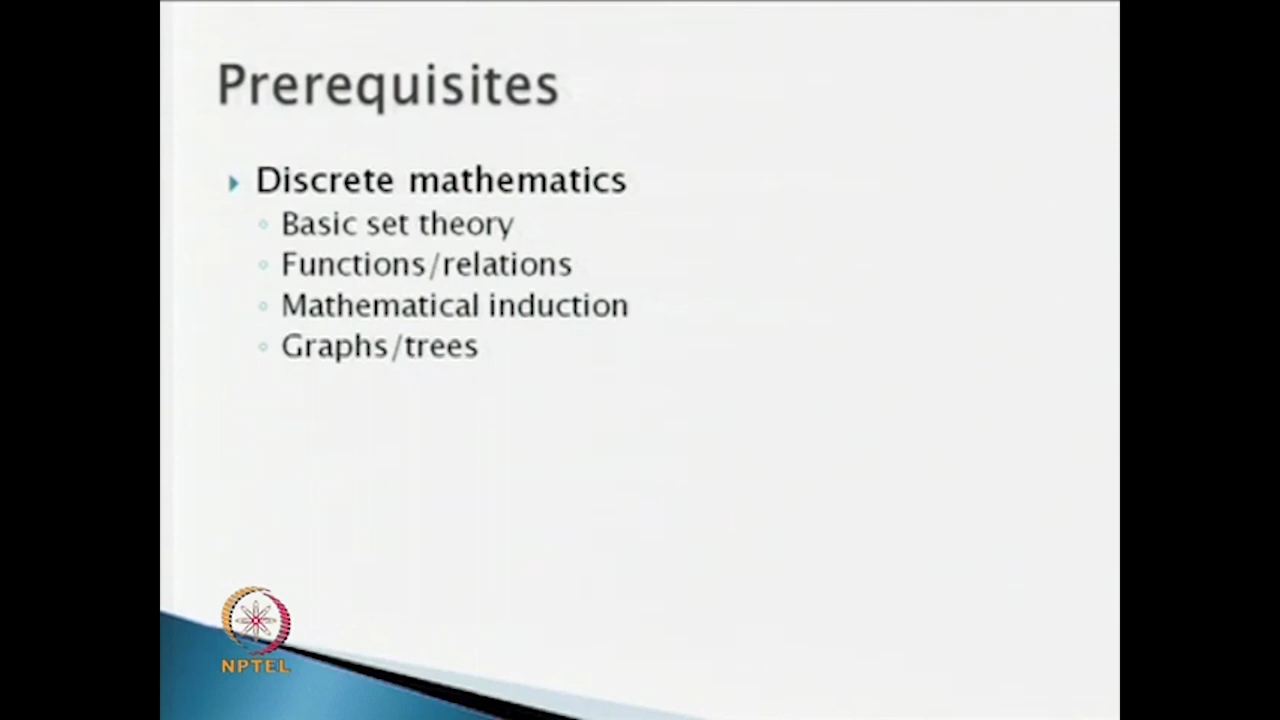 Prerequisites
Discrete mathematics
Basic set theory
Functions/relations
Mathematical induction
Graphs/trees
NPTEL